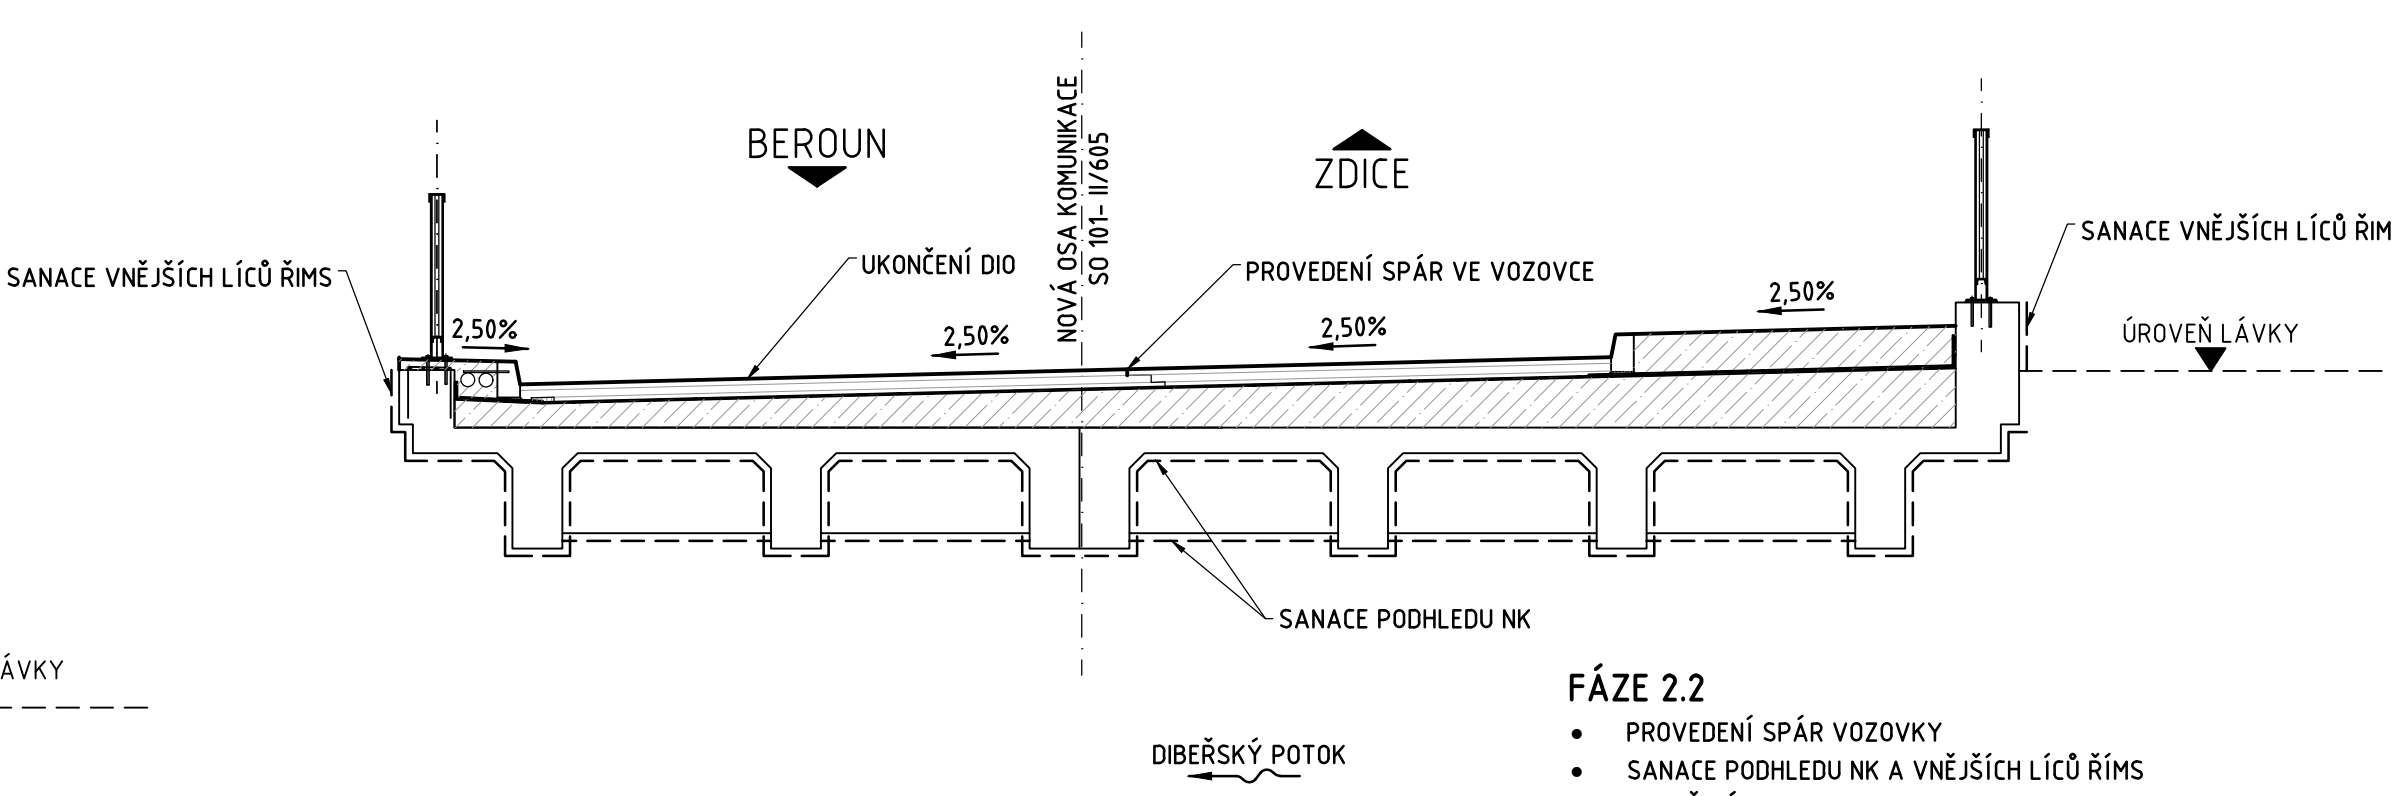 BEROUN
ZDICE
NOVÁ OSA KOMUNIKACE
SO 101- II/605
SANACE VNĚJŠÍCH LÍCŮ ŘIMS
UKONČENÍ DIO
PROVEDENÍ SPÁR VE VOZOVCE
SANACE VNĚJŠÍCH LÍCŮ ŘIM
2,50%
2,50%
2,50%
2,50%
ÚROVEŇ LÁVKY
SANACE PODHLEDU NK
ÁVKY
FÁZE 2.2
• PROVEDENÍ SPÁR VOZOVKY
• SANACE PODHLEDU NK A VNĚJŠÍCH LÍCŮ ŘÍMS
DIBEŘSKÝ POTOK